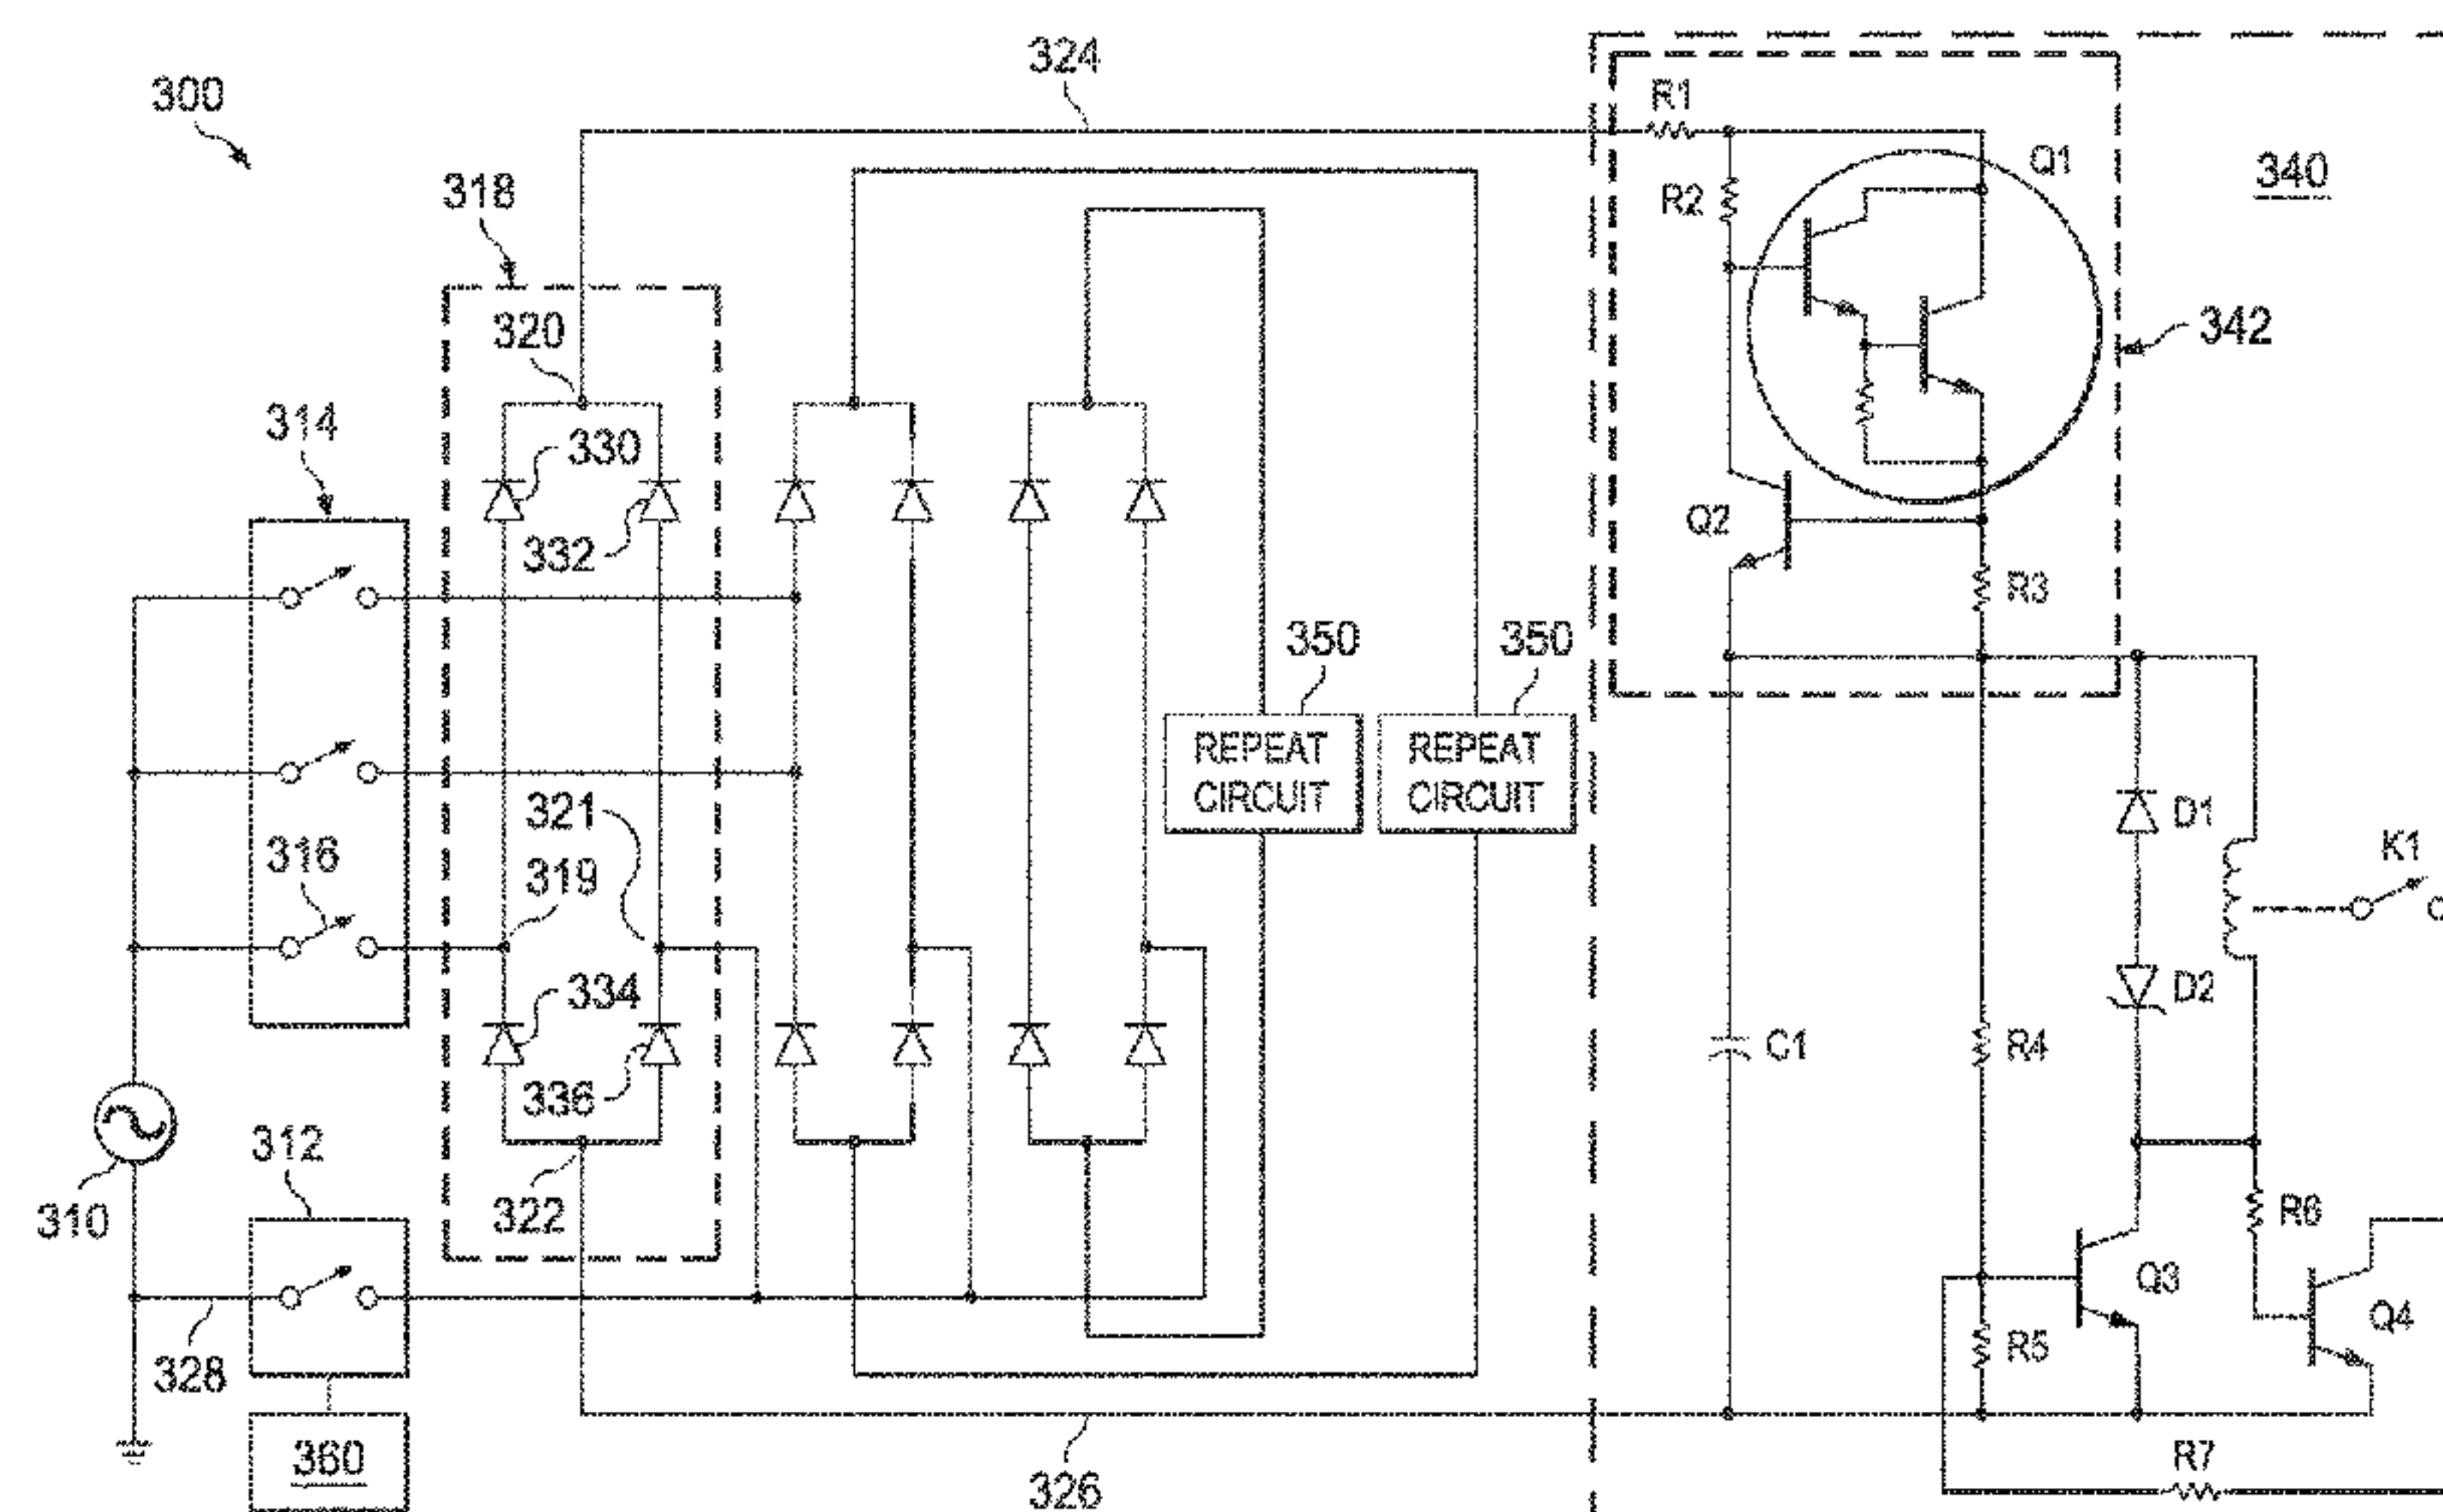 300
324
R1
318
R2
Q1
340
320
342
314
330
332
Q2
R3
350
350
REPEAT
CIRCUIT
REPEAT
CIRCUIT
321
D1
316
319
K1
334
D2
C1
R4
336
312
310
322
R6
Q3
Q4
328
R5
360
326
R7